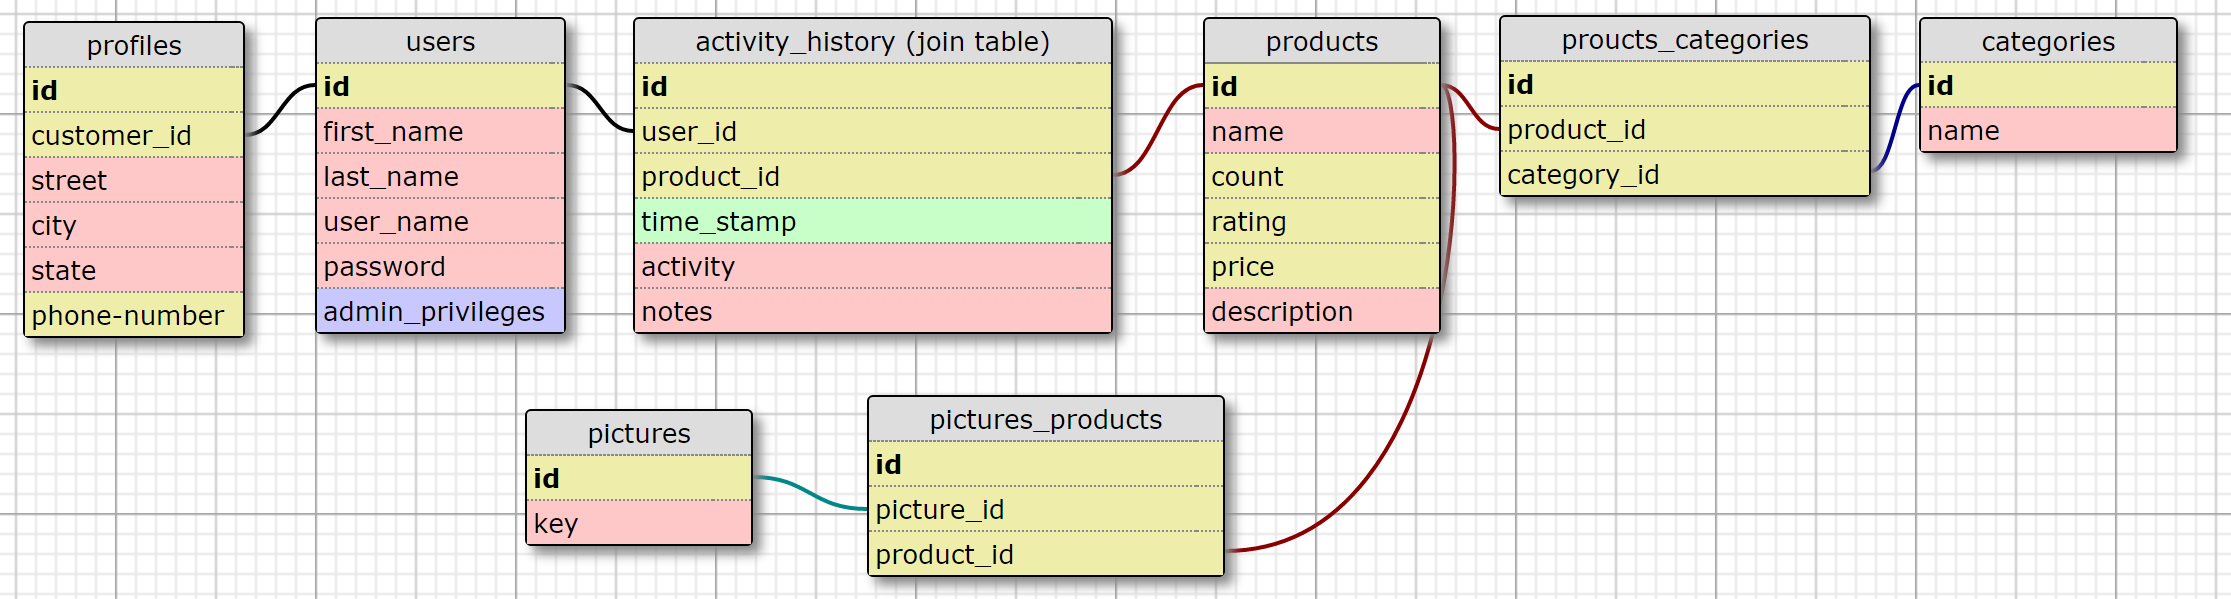 profiles
id
customer_id
street
city
state
phone-number
users
id
first_name
last_name
user_name
password
admin_privileges
activity_history (join table)
id
user_id
product_id
time_stamp
activity
notes
products
id
name
count
rating
price
description
proucts_categories
id
product_id
category_id
categories
id
name
pictures
id
key
pictures_products
id
picture_id
product_id